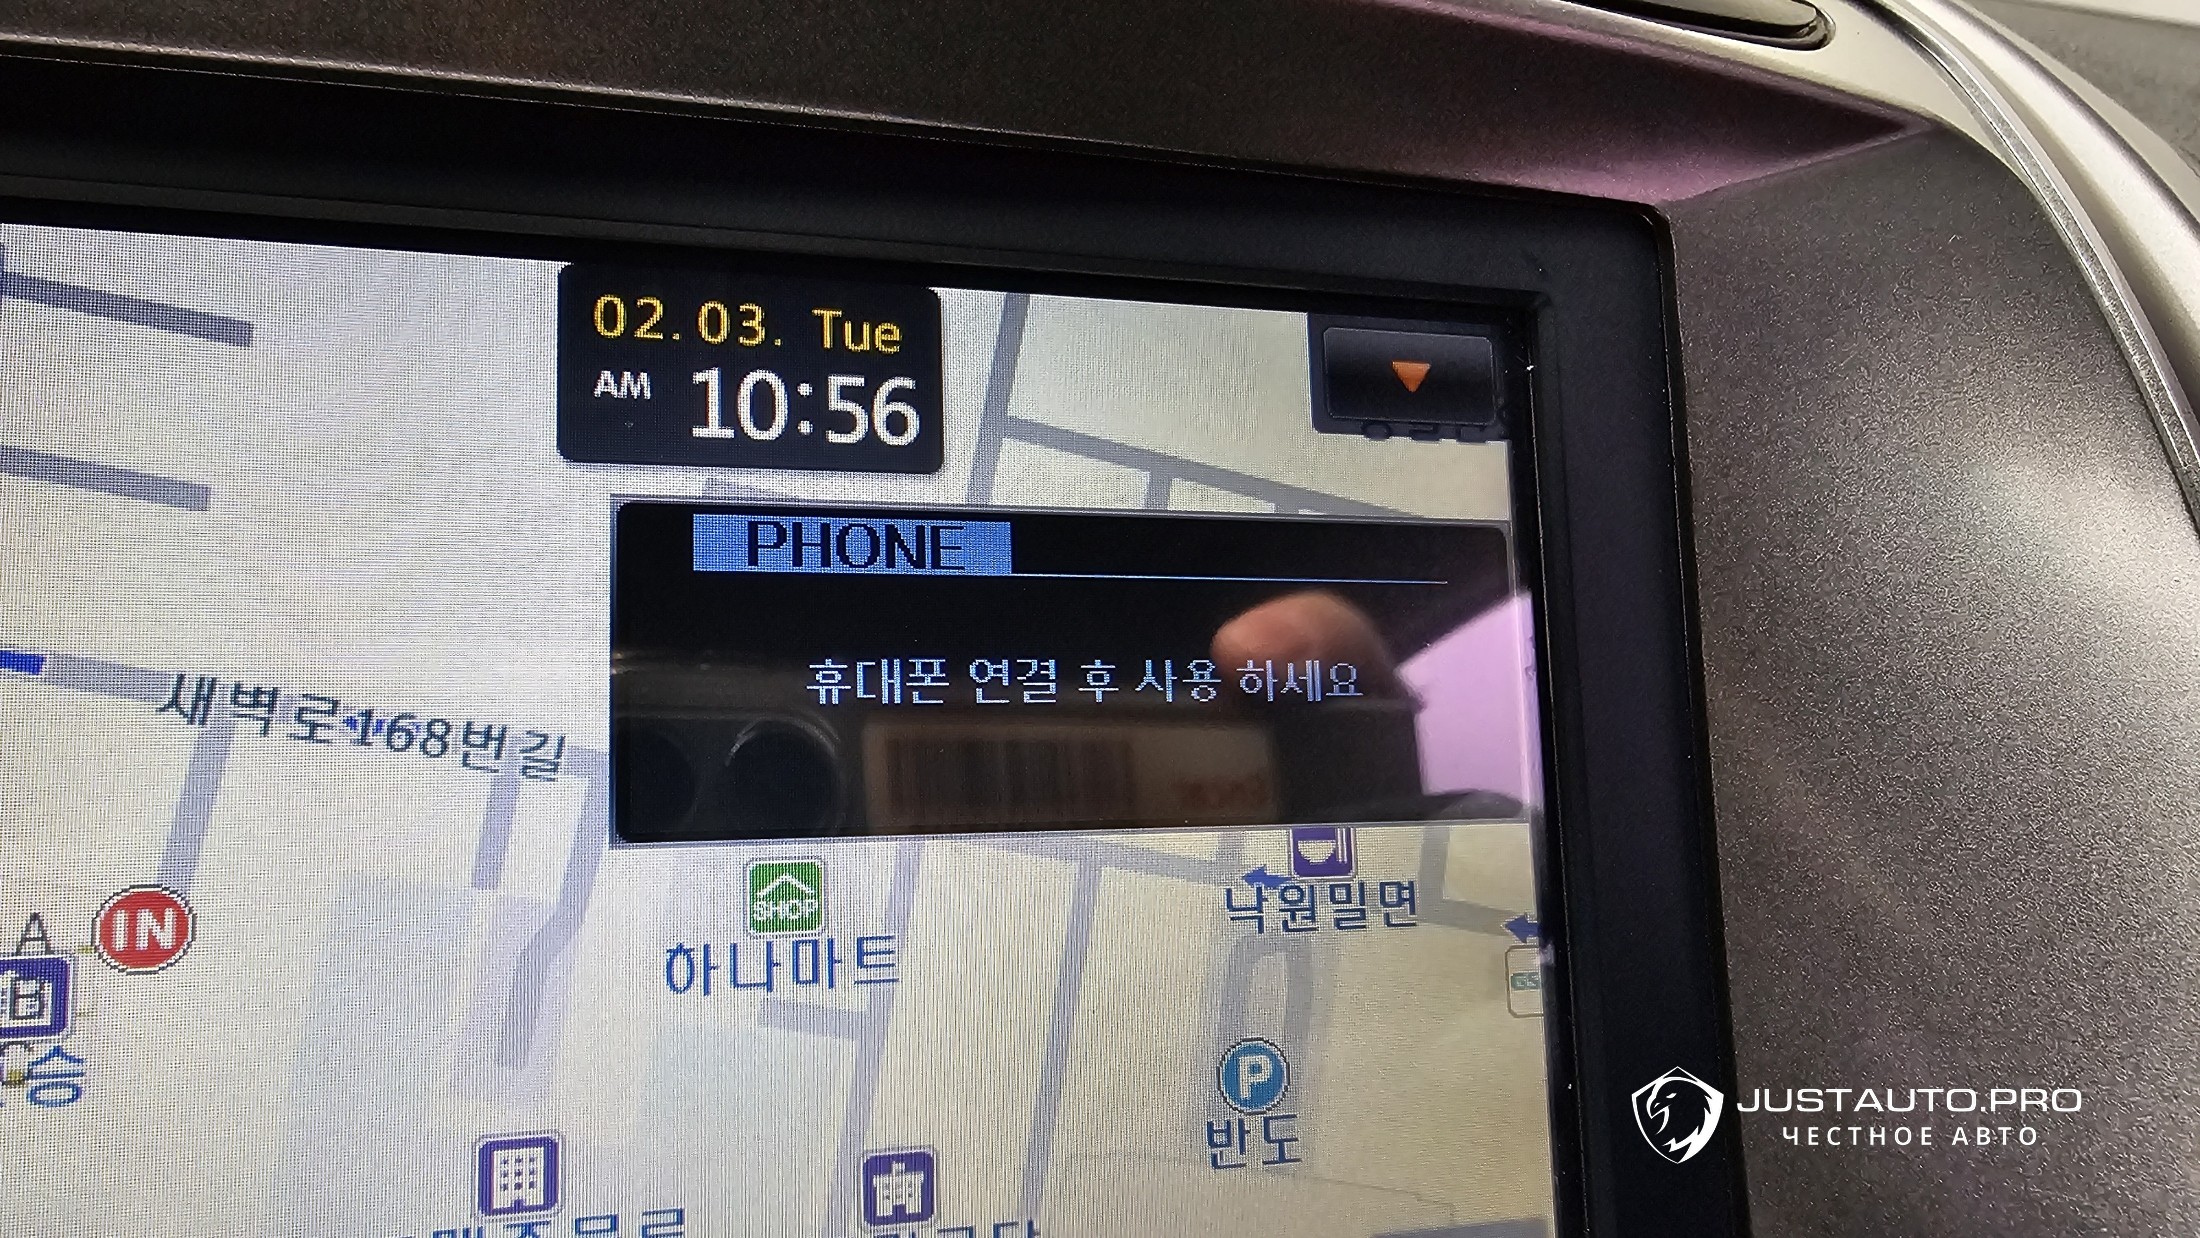 02.03. Tue
AM 10:56
PHONE
휴대폰 연결 후 사용 하세요
새벽로168번길
낙원밀면
A
IN
SHOP
하나마트
B
C
승
P
반도
JUSTAUTO.PRO
ЧЕСТНОЕ АВТО